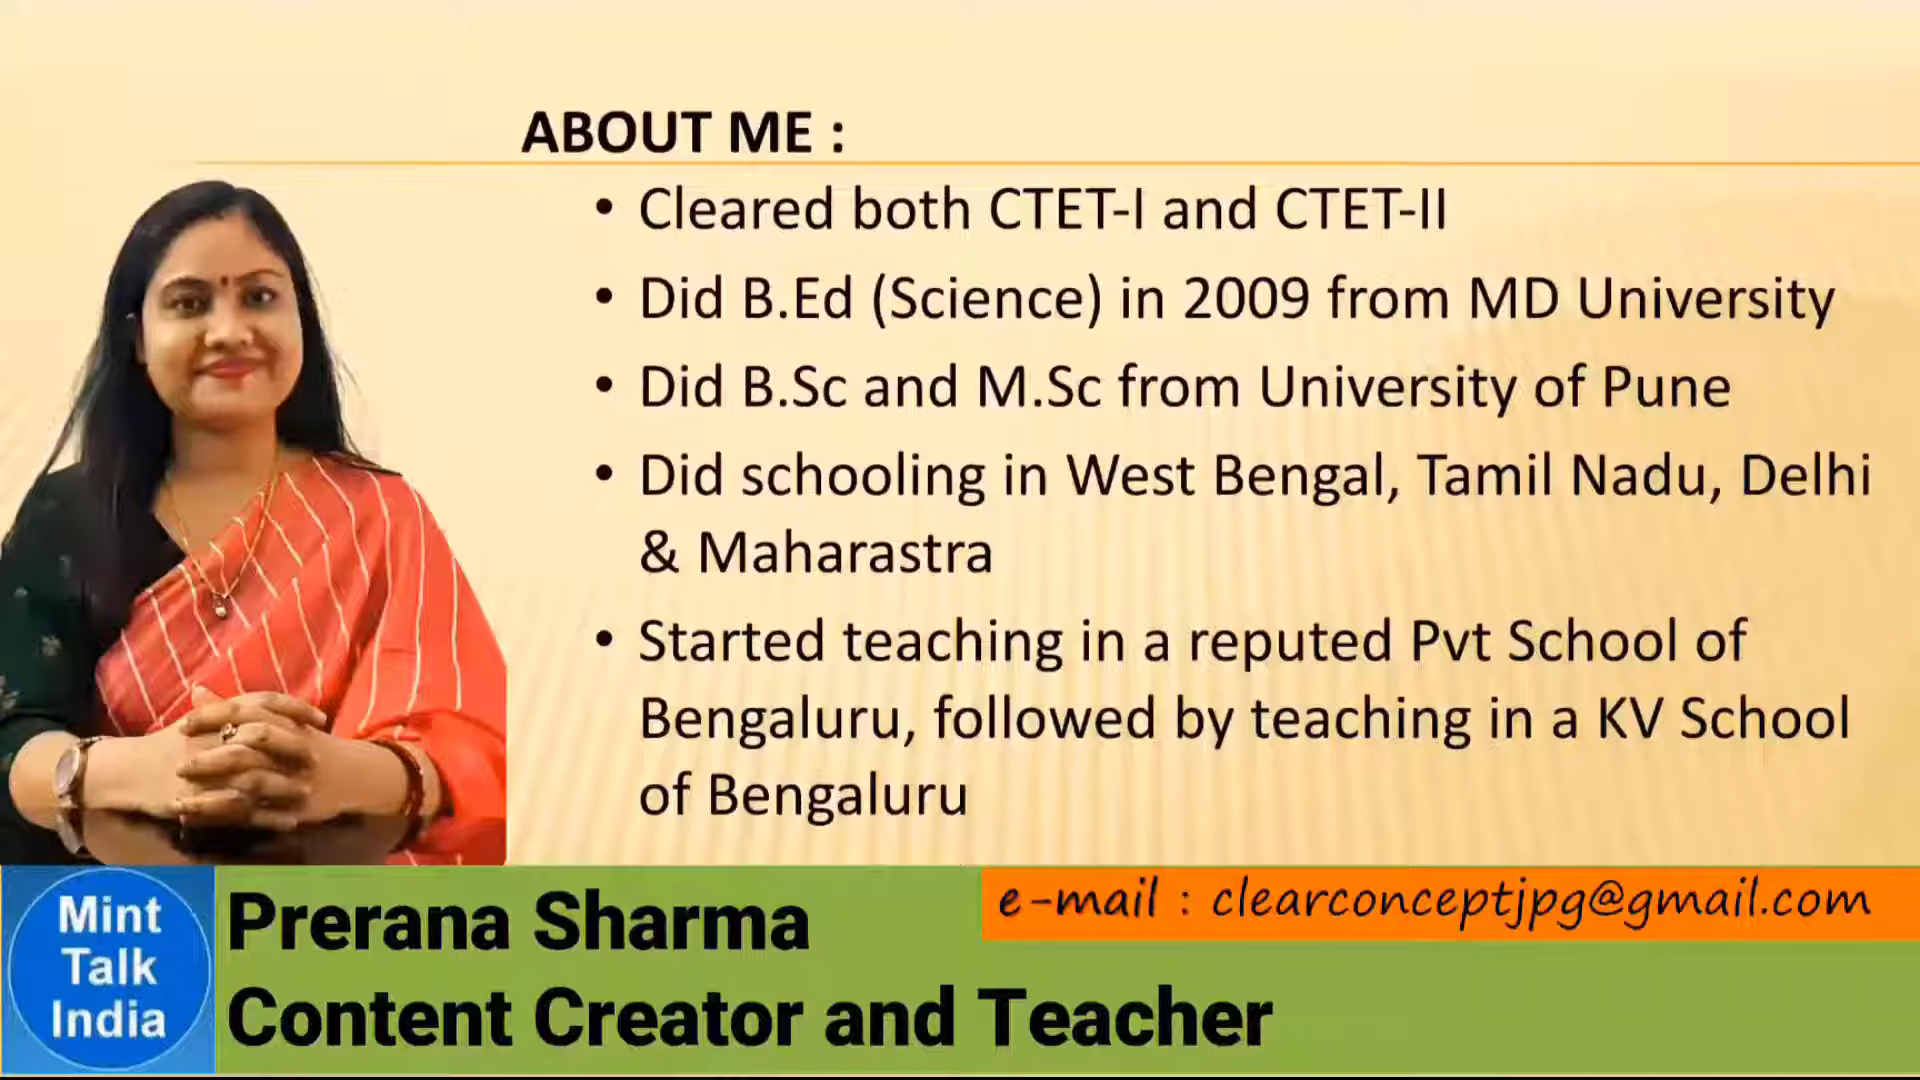 ABOUT ME :
• Cleared both CTET-I and CTET-II
• Did B.Ed (Science) in 2009 from MD University
• Did B.Sc and M.Sc from University of Pune
• Did schooling in West Bengal, Tamil Nadu, Delhi
& Maharastra
• Started teaching in a reputed Pvt School of
Bengaluru, followed by teaching in a KV School
of Bengaluru
Mint
Talk
India
Prerana Sharma
Content Creator and Teacher
e-mail : clearconceptjpg@gmail.com